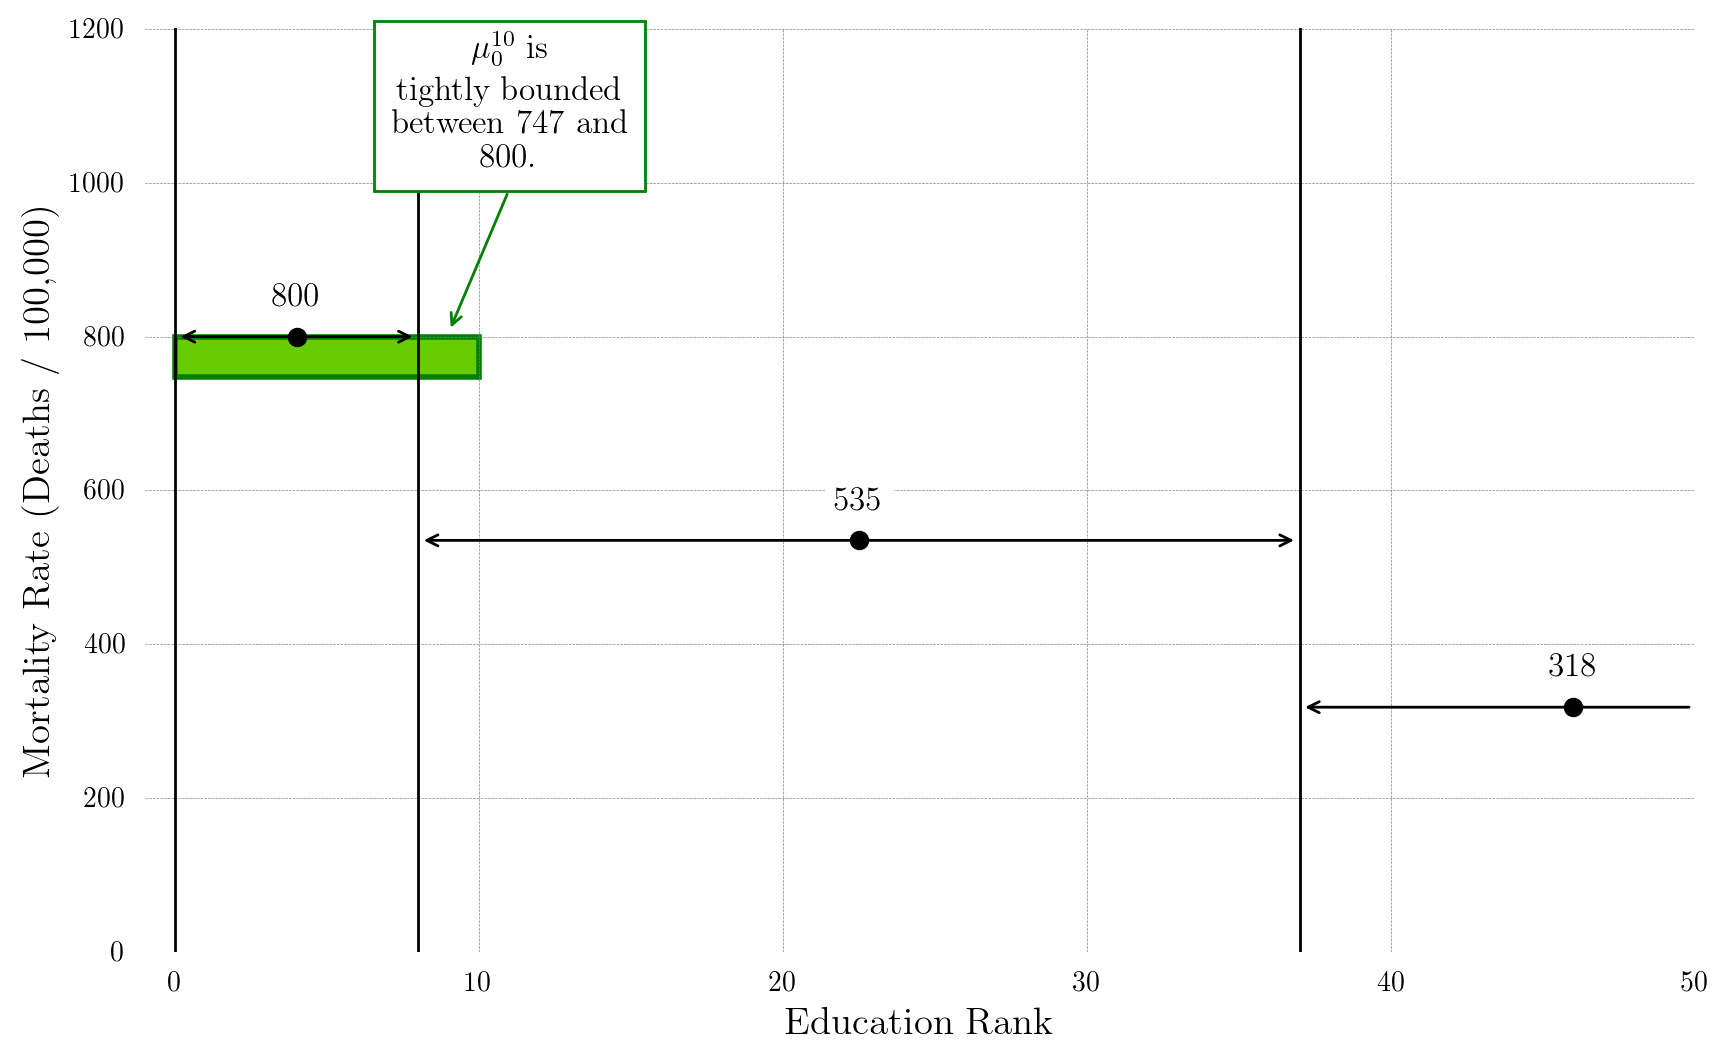 1200
1000
800
600
400
200
0
Mortality Rate (Deaths / 100,000)
μ₀¹⁰ is
tightly bounded
between 747 and
800.
800
535
318
0 10 20 30 40 50
Education Rank